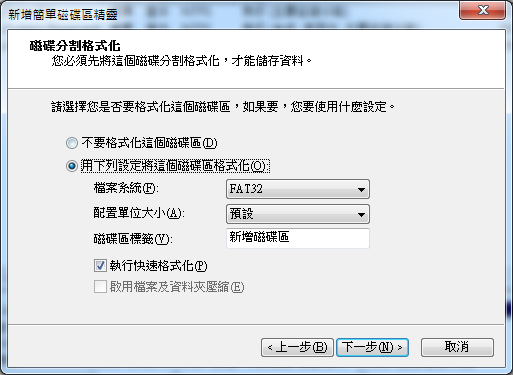 新增簡單磁碟區精靈
磁碟分割格式化
您必須先將這個磁碟分割格式化，才能儲存資料。
請選擇您是否要格式化這個磁碟區，如果要，您要使用什麼設定。
不要格式化這個磁碟區(D)
用下列設定將這個磁碟區格式化(O)
檔案系統(F): FAT32
配置單位大小(A): 預設
磁碟區標籤(V): 新增磁碟區
執行快速格式化(P)
啟用檔案及資料夾壓縮(E)
< 上一步(B) 下一步(N) > 取消